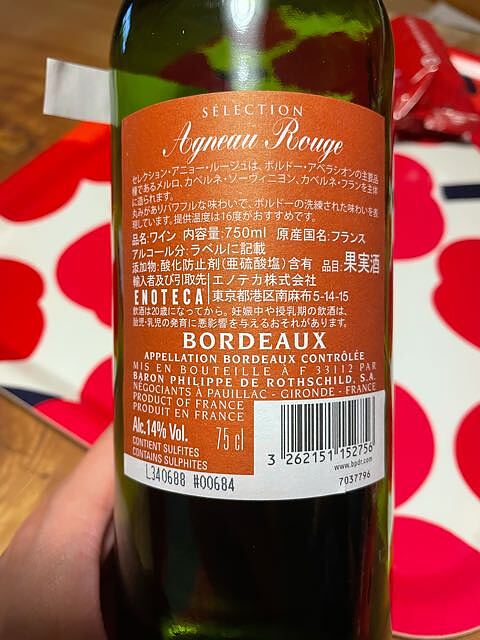 SÉLECTION
Agneau Rouge
セレクション・アニョー・ルージュは、ボルドー・アペラシオンの主要品
種であるメルロ、カベルネ・ソーヴィニヨン、カベルネ・フランを主体
に造られます。
丸みがありパワフルな味わいで、ボルドーの洗練された味わいを表
現しています。提供温度は16度がおすすめです。
品名:ワイン 内容量:750ml 原産国名:フランス
アルコール分:ラベルに記載
添加物:酸化防止剤(亜硫酸塩)含有 品目:果実酒
輸入者及び引取先 エノテカ株式会社
ENOTECA 東京都港区南麻布5-14-15
飲酒は20歳になってから。妊娠中や授乳期の飲酒は、
胎児・乳児の発育に悪影響を与えるおそれがあります。
BORDEAUX
APPELLATION BORDEAUX CONTRÔLÉE
MIS EN BOUTEILLE À F 33112 PAR
BARON PHILIPPE DE ROTHSCHILD, S.A.
NÉGOCIANTS À PAUILLAC - GIRONDE - FRANCE
PRODUCT OF FRANCE
PRODUIT EN FRANCE
Alc.14% Vol. 75 cl
CONTIENT SULFITES
CONTAINS SULPHITES
3 262151 152756
www.bpdr.com
7037796
L340688 #00684